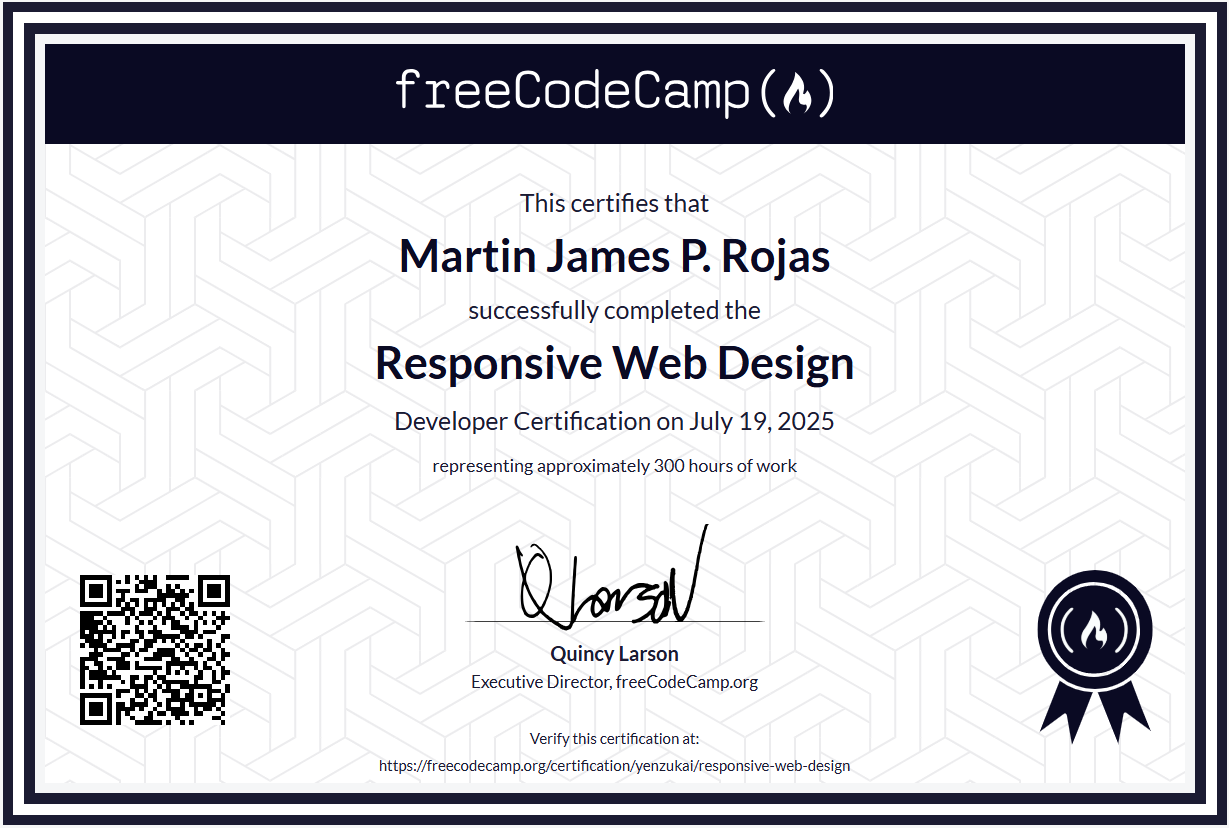 freeCodeCamp
This certifies that
Martin James P. Rojas
successfully completed the
Responsive Web Design
Developer Certification on July 19, 2025
representing approximately 300 hours of work
Quincy Larson
Executive Director, freeCodeCamp.org
Verify this certification at:
https://freecodecamp.org/certification/yenzukai/responsive-web-design